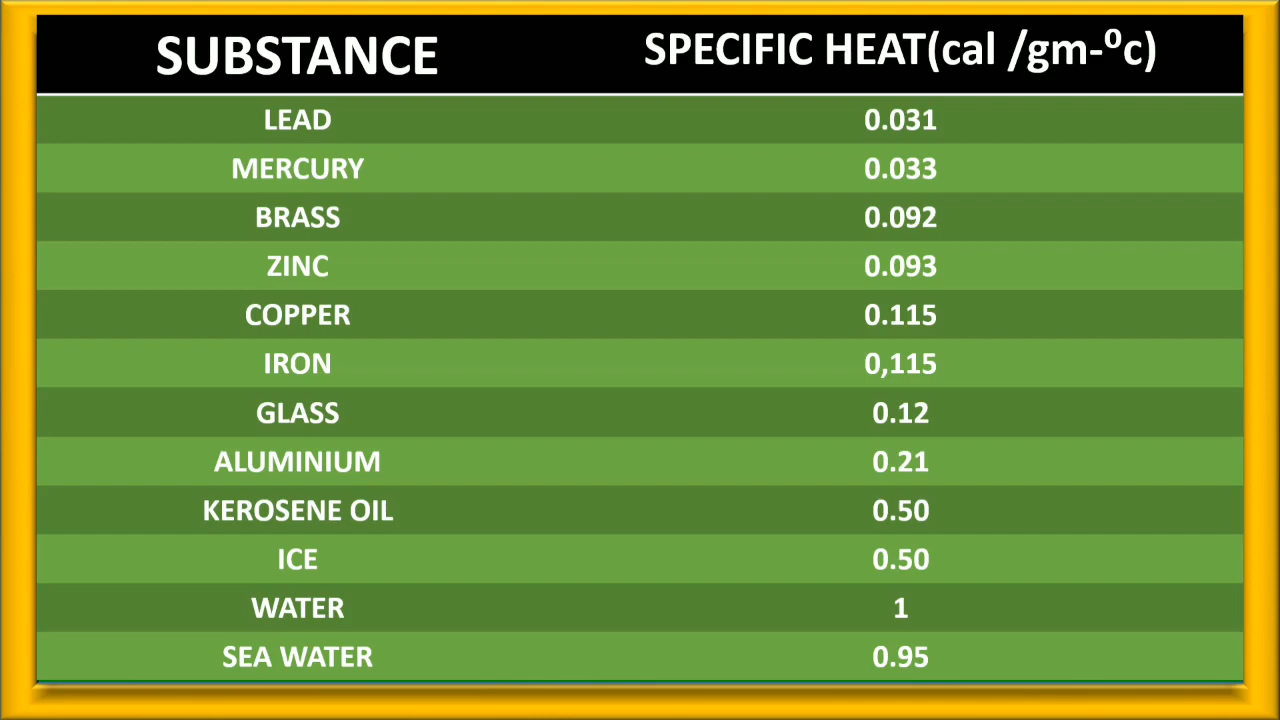 SUBSTANCE SPECIFIC HEAT(cal /gm-⁰c)
LEAD 0.031
MERCURY 0.033
BRASS 0.092
ZINC 0.093
COPPER 0.115
IRON 0,115
GLASS 0.12
ALUMINIUM 0.21
KEROSENE OIL 0.50
ICE 0.50
WATER 1
SEA WATER 0.95